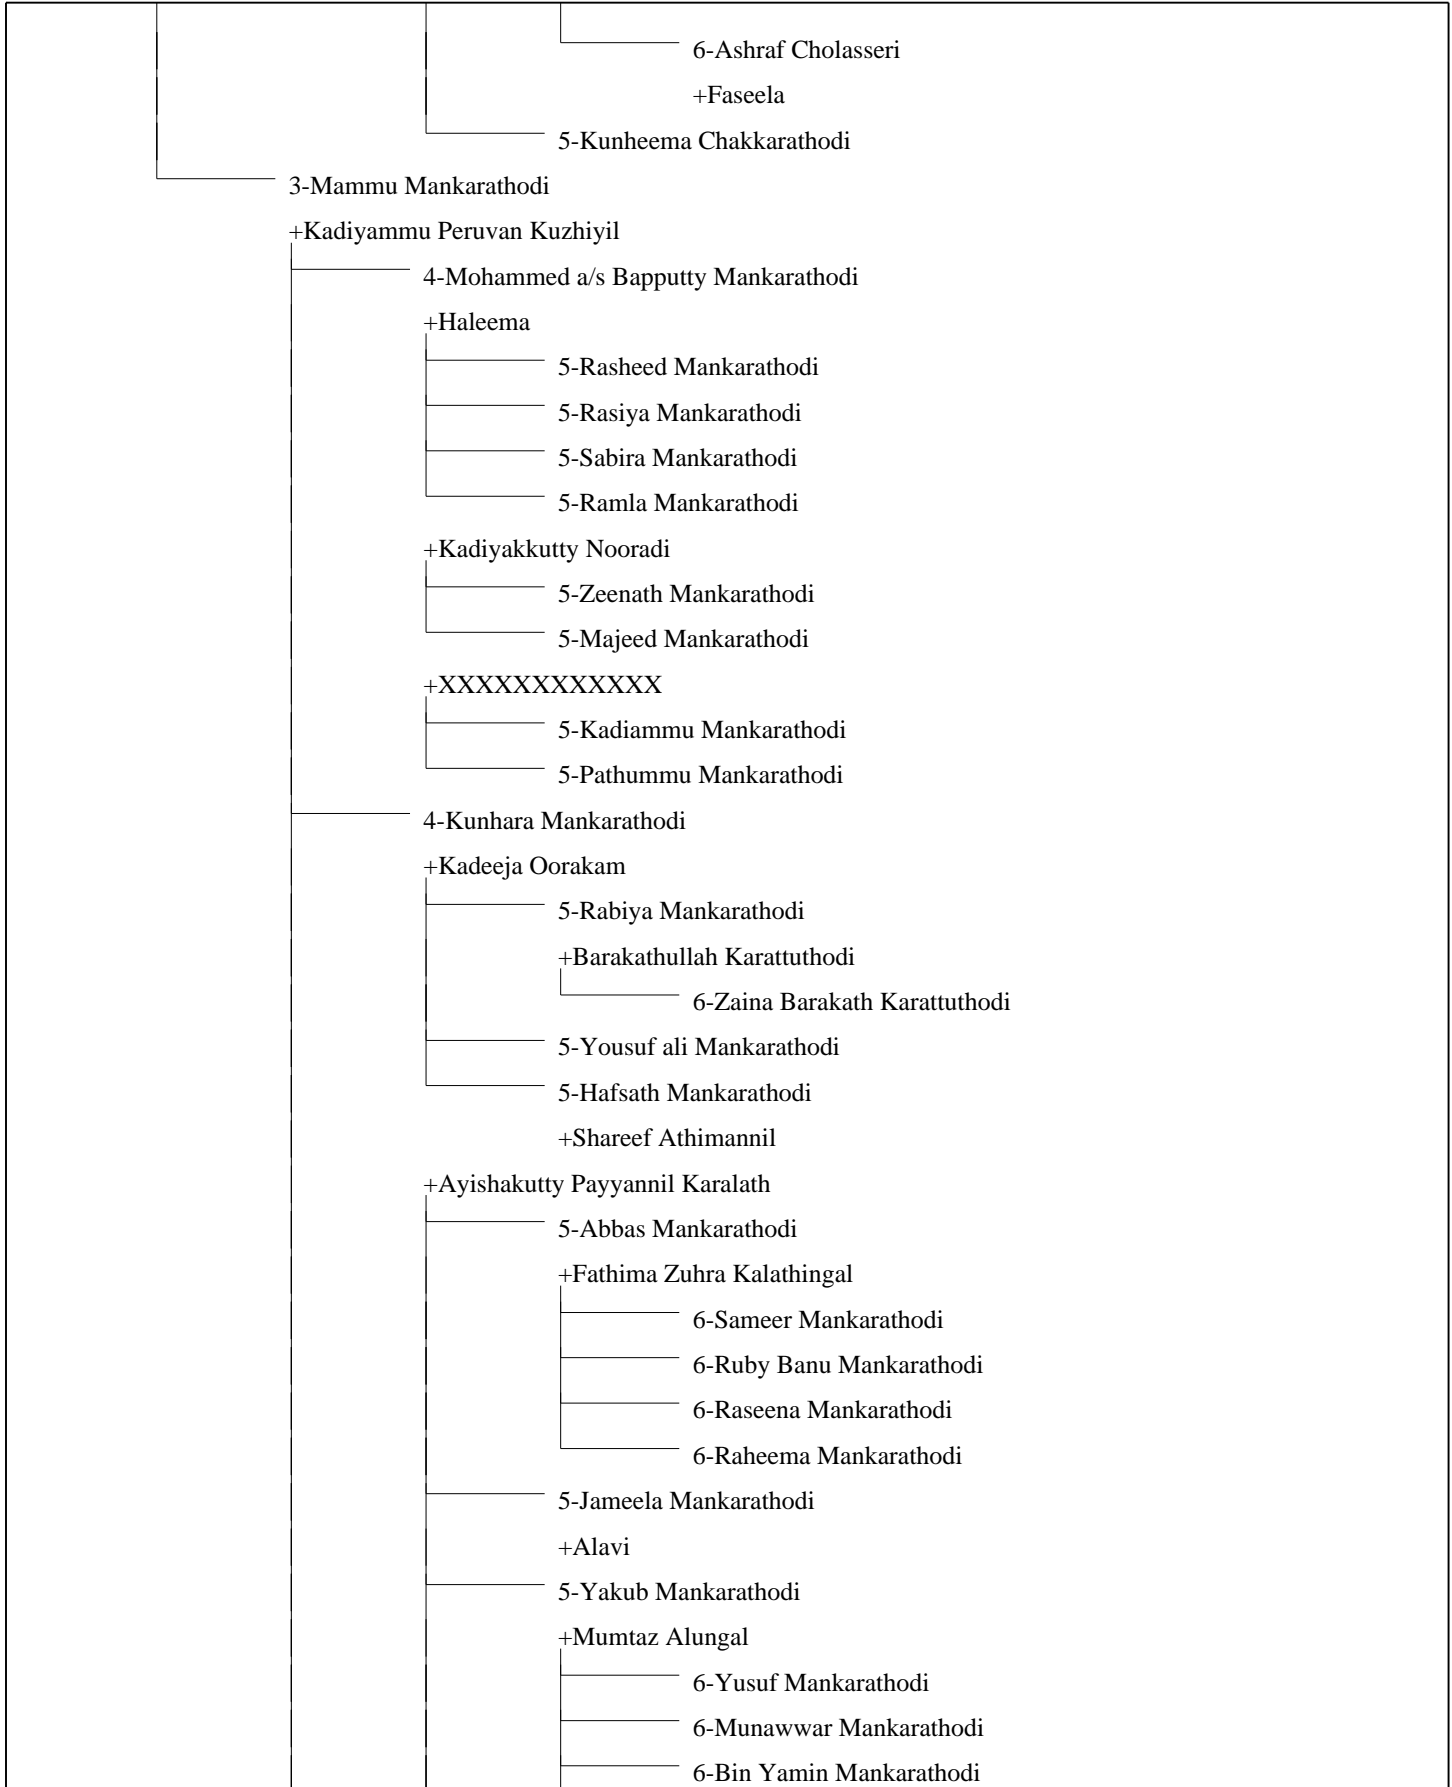 6-Ashraf Cholasseri
+Faseela
5-Kunheema Chakkarathodi
3-Mammu Mankarathodi
+Kadiyammu Peruvan Kuzhiyil
4-Mohammed a/s Bapputty Mankarathodi
+Haleema
5-Rasheed Mankarathodi
5-Rasiya Mankarathodi
5-Sabira Mankarathodi
5-Ramla Mankarathodi
+Kadiyakkutty Nooradi
5-Zeenath Mankarathodi
5-Majeed Mankarathodi
+XXXXXXXXXXXX
5-Kadiammu Mankarathodi
5-Pathummu Mankarathodi
4-Kunhara Mankarathodi
+Kadeeja Oorakam
5-Rabiya Mankarathodi
+Barakathullah Karattuthodi
6-Zaina Barakath Karattuthodi
5-Yousuf ali Mankarathodi
5-Hafsath Mankarathodi
+Shareef Athimannil
+Ayishakutty Payyannil Karalath
5-Abbas Mankarathodi
+Fathima Zuhra Kalathingal
6-Sameer Mankarathodi
6-Ruby Banu Mankarathodi
6-Raseena Mankarathodi
6-Raheema Mankarathodi
5-Jameela Mankarathodi
+Alavi
5-Yakub Mankarathodi
+Mumtaz Alungal
6-Yusuf Mankarathodi
6-Munawwar Mankarathodi
6-Bin Yamin Mankarathodi